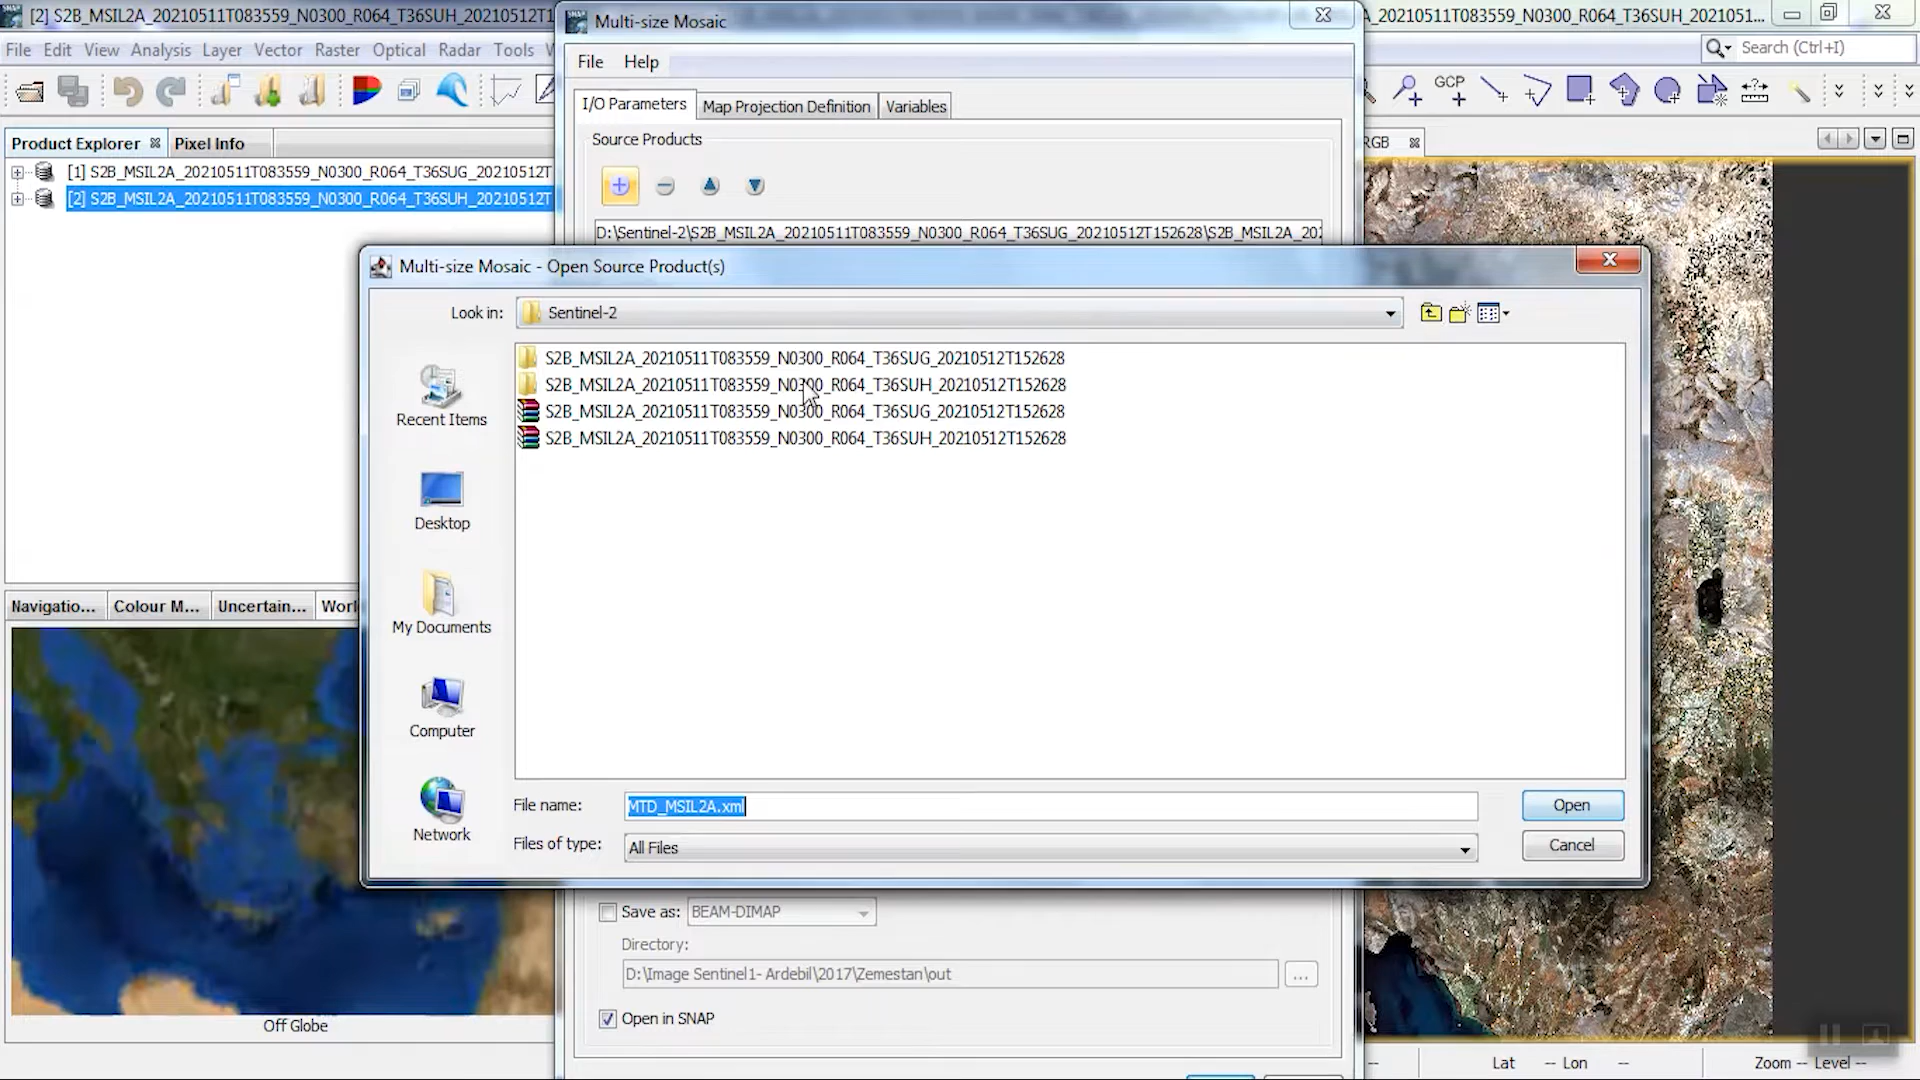 [2] S2B_MSIL2A_20210511T083559_N0300_R064_T36SUH_20210512T1
Multi-size Mosaic
A_20210511T083559_N0300_R064_T36SUH_2021051...
File Edit View Analysis Layer Vector Raster Optical Radar Tools
File Help
Search (Ctrl+I)
GCP
I/O Parameters Map Projection Definition Variables
Source Products
Product Explorer Pixel Info
RGB
[1] S2B_MSIL2A_20210511T083559_N0300_R064_T36SUG_20210512T
[2] S2B_MSIL2A_20210511T083559_N0300_R064_T36SUH_20210512T
D:\Sentinel-2\S2B_MSIL2A_20210511T083559_N0300_R064_T36SUG_20210512T152628\S2B_MSIL2A_202
Multi-size Mosaic - Open Source Product(s)
Look in: Sentinel-2
S2B_MSIL2A_20210511T083559_N0300_R064_T36SUG_20210512T152628
S2B_MSIL2A_20210511T083559_N0300_R064_T36SUH_20210512T152628
S2B_MSIL2A_20210511T083559_N0300_R064_T36SUG_20210512T152628
S2B_MSIL2A_20210511T083559_N0300_R064_T36SUH_20210512T152628
Recent Items
Desktop
My Documents
Computer
Network
File name: MTD_MSIL2A.xml
Open
Files of type: All Files
Cancel
Navigatio... Colour M... Uncertain... Worl
Off Globe
Save as: BEAM-DIMAP
Directory:
D:\Image Sentinel1- Ardebil\2017\Zemestan\out
...
Open in SNAP
-- Lat -- Lon -- Zoom -- Level --